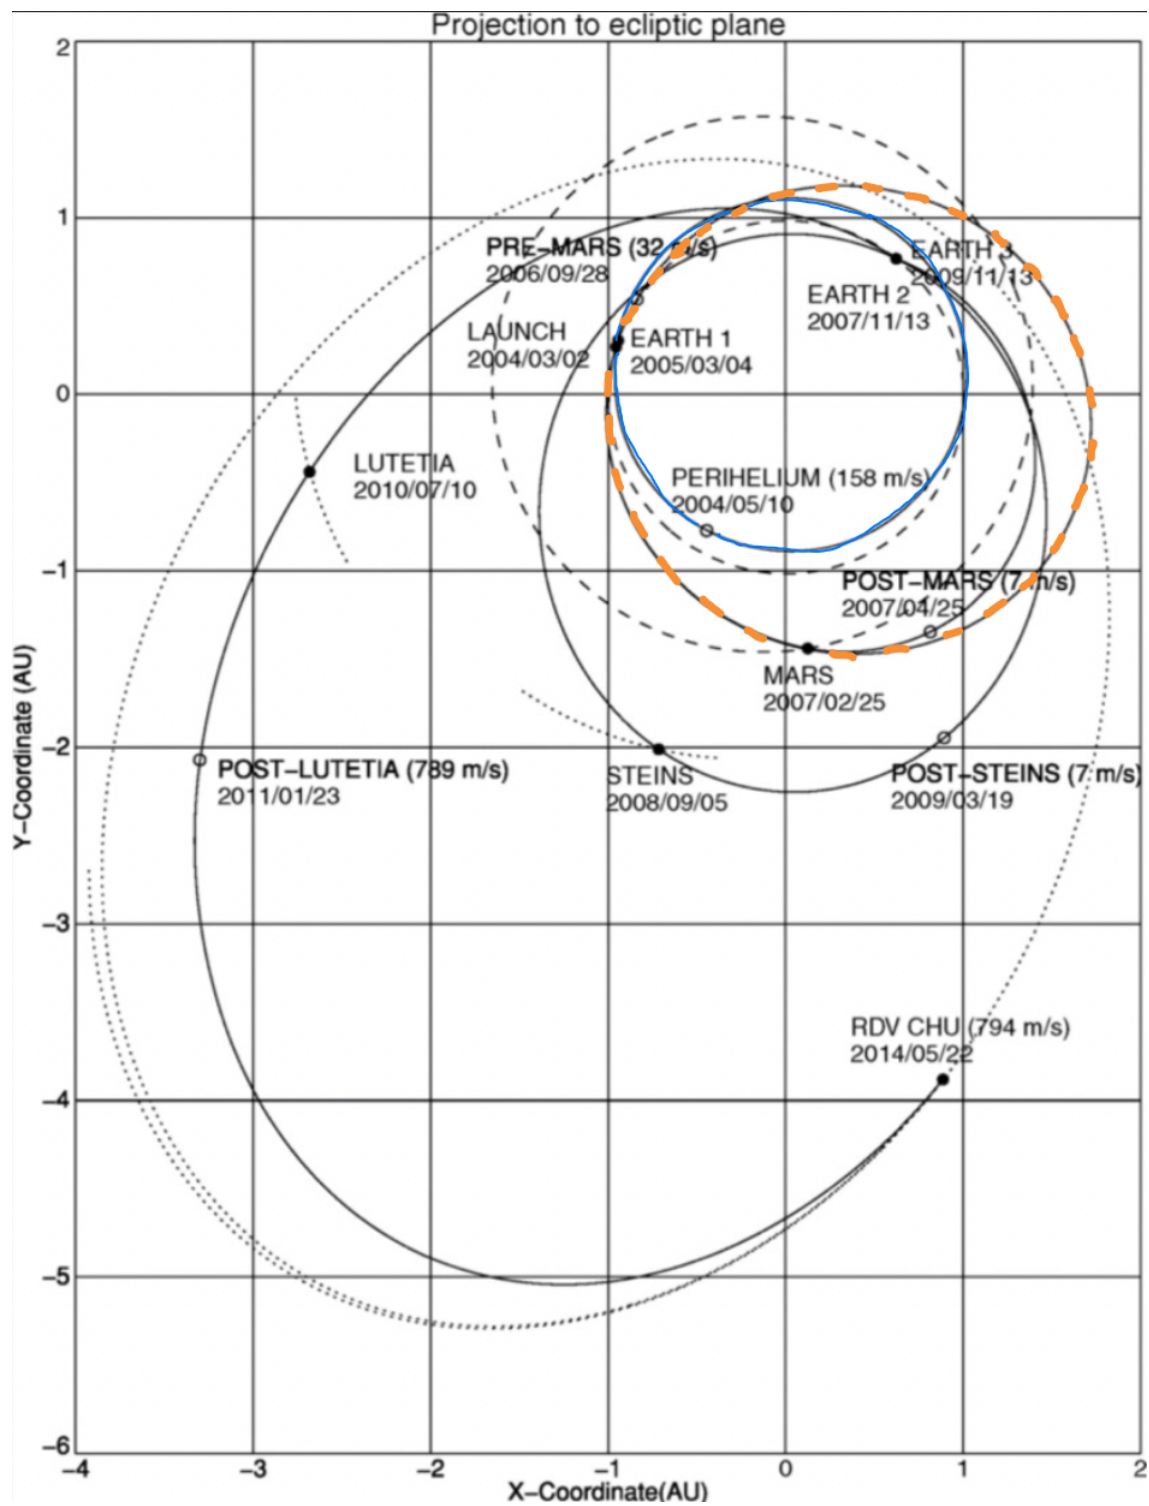 Projection to ecliptic plane
2
1
0
−1
−2
−3
−4
−5
−6
Y−Coordinate (AU)
PRE−MARS (32 m/s)
2006/09/28
EARTH 3
2009/11/13
EARTH 2
2007/11/13
LAUNCH
2004/03/02
EARTH 1
2005/03/04
LUTETIA
2010/07/10
PERIHELIUM (158 m/s)
2004/05/10
POST−MARS (7 m/s)
2007/04/25
MARS
2007/02/25
POST−LUTETIA (789 m/s)
2011/01/23
STEINS
2008/09/05
POST−STEINS (7 m/s)
2009/03/19
RDV CHU (794 m/s)
2014/05/22
−4
−3
−2
−1
0
1
2
X−Coordinate(AU)